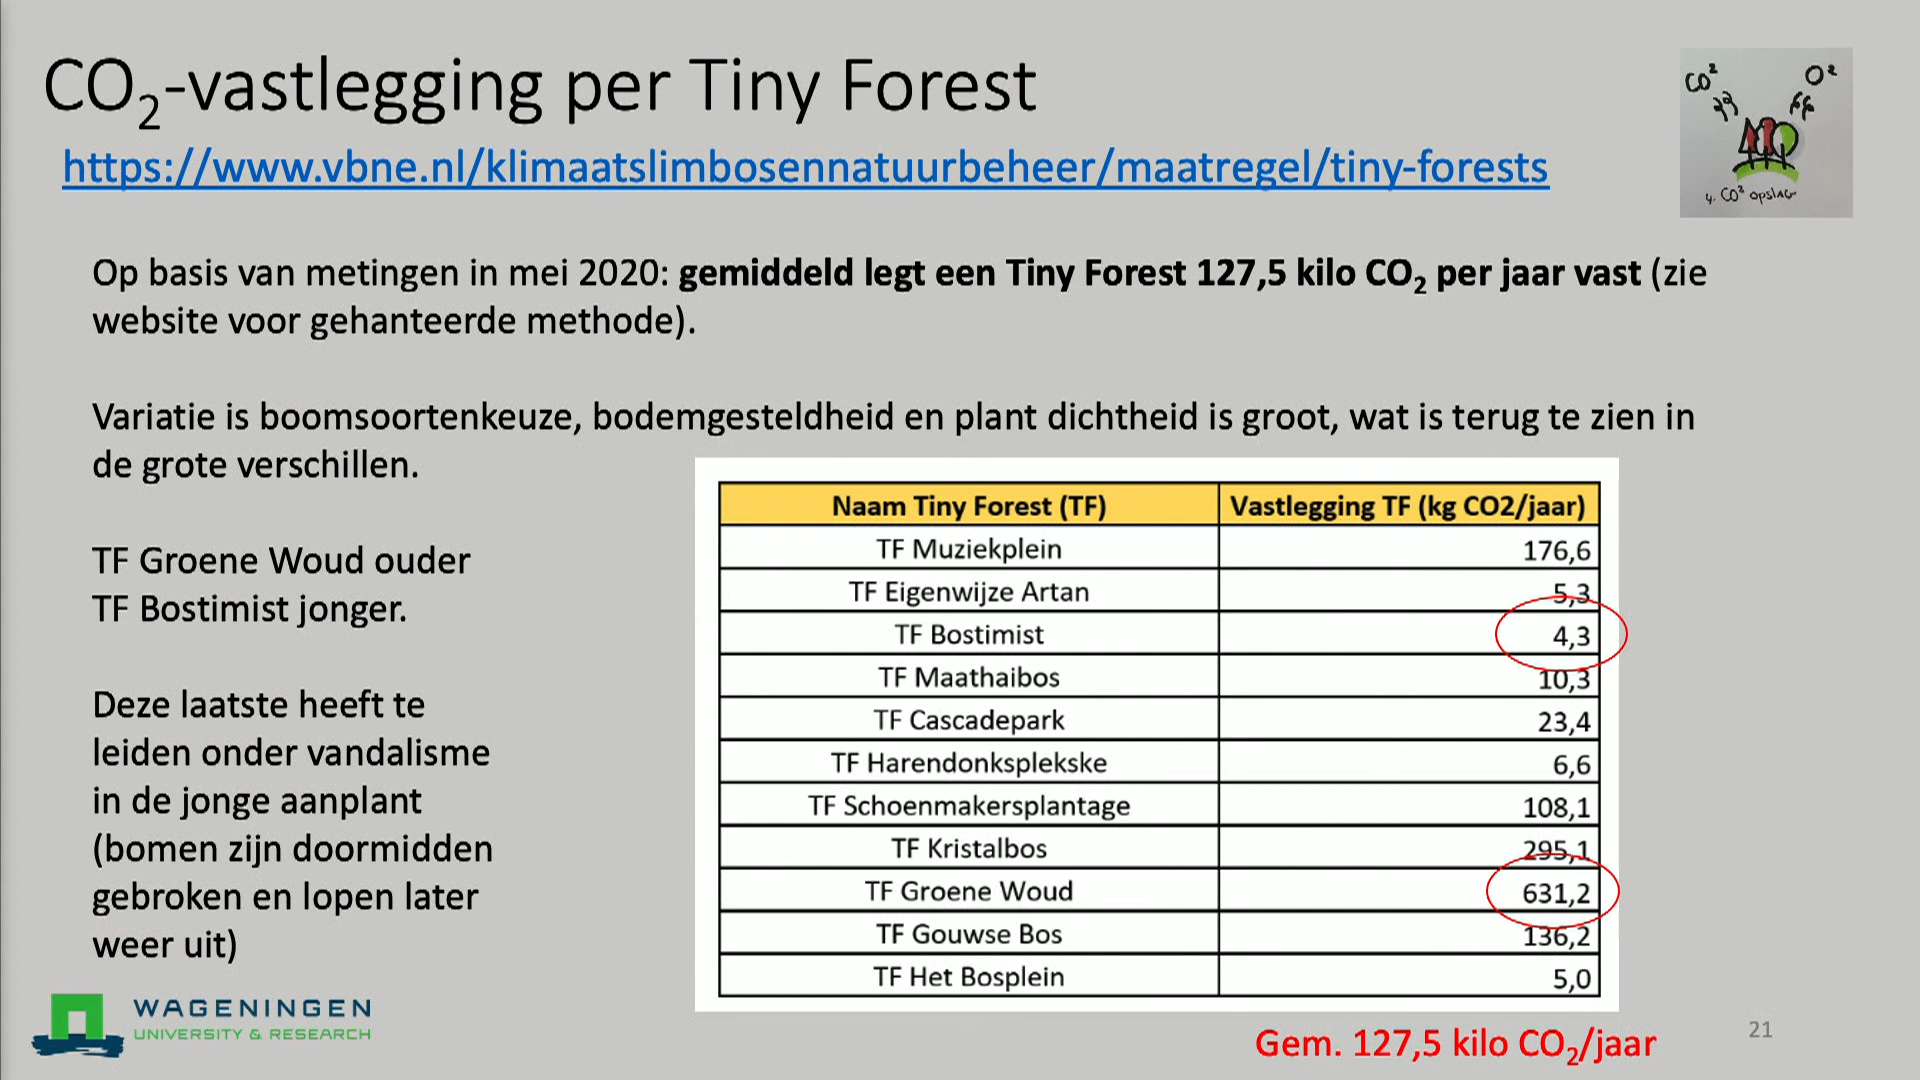 CO₂-vastlegging per Tiny Forest
https://www.vbne.nl/klimaatslimbosennatuurbeheer/maatregel/tiny-forests
CO² O²
4. CO² OPSLAG
Op basis van metingen in mei 2020: gemiddeld legt een Tiny Forest 127,5 kilo CO₂ per jaar vast (zie
website voor gehanteerde methode).
Variatie is boomsoortenkeuze, bodemgesteldheid en plant dichtheid is groot, wat is terug te zien in
de grote verschillen.
TF Groene Woud ouder
TF Bostimist jonger.
Deze laatste heeft te
leiden onder vandalisme
in de jonge aanplant
(bomen zijn doormidden
gebroken en lopen later
weer uit)
Naam Tiny Forest (TF) Vastlegging TF (kg CO2/jaar)
TF Muziekplein 176,6
TF Eigenwijze Artan 5,3
TF Bostimist 4,3
TF Maathaibos 10,3
TF Cascadepark 23,4
TF Harendonksplekske 6,6
TF Schoenmakersplantage 108,1
TF Kristalbos 295,1
TF Groene Woud 631,2
TF Gouwse Bos 136,2
TF Het Bosplein 5,0
Gem. 127,5 kilo CO₂/jaar
WAGENINGEN
UNIVERSITY & RESEARCH
21